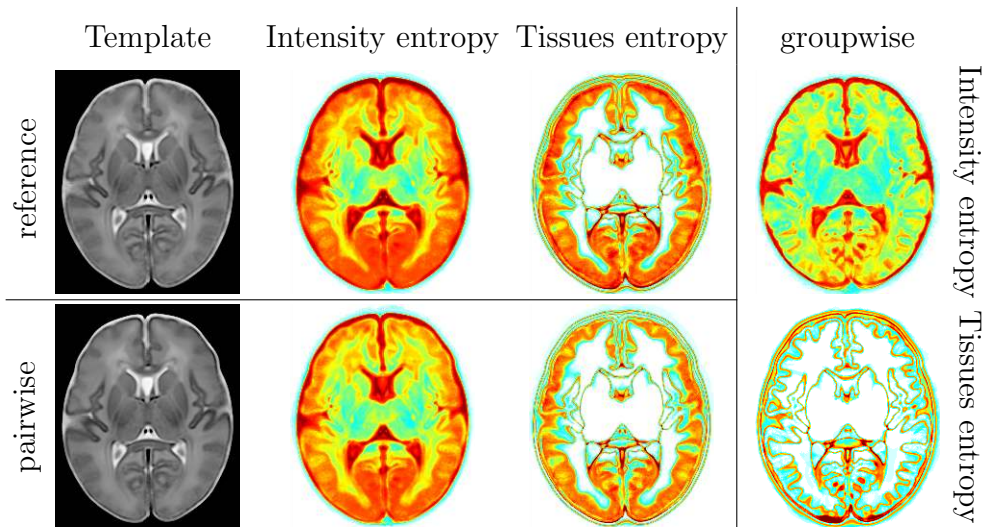 Template
Intensity entropy
Tissues entropy
groupwise
reference
Intensity entropy
pairwise
Tissues entropy